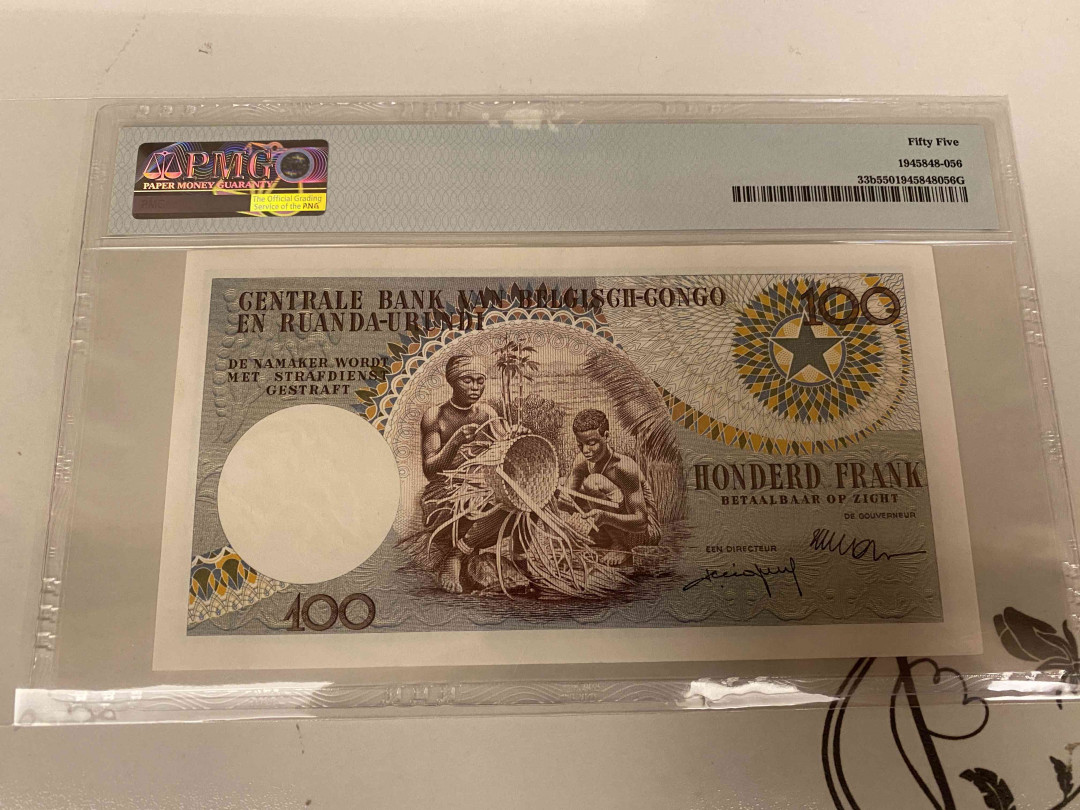 PMG
PAPER MONEY GUARANTY
The Official Grading
Service of the PNG
Fifty Five
1945848-056
33b5501945848056G
CENTRALE BANK VAN BELGISCH-CONGO
EN RUANDA-URUNDI
100
DE NAMAKER WORDT
MET STRAFDIENST
GESTRAFT
HONDERD FRANK
BETAALBAAR OP ZICHT
DE GOUVERNEUR
EEN DIRECTEUR
100